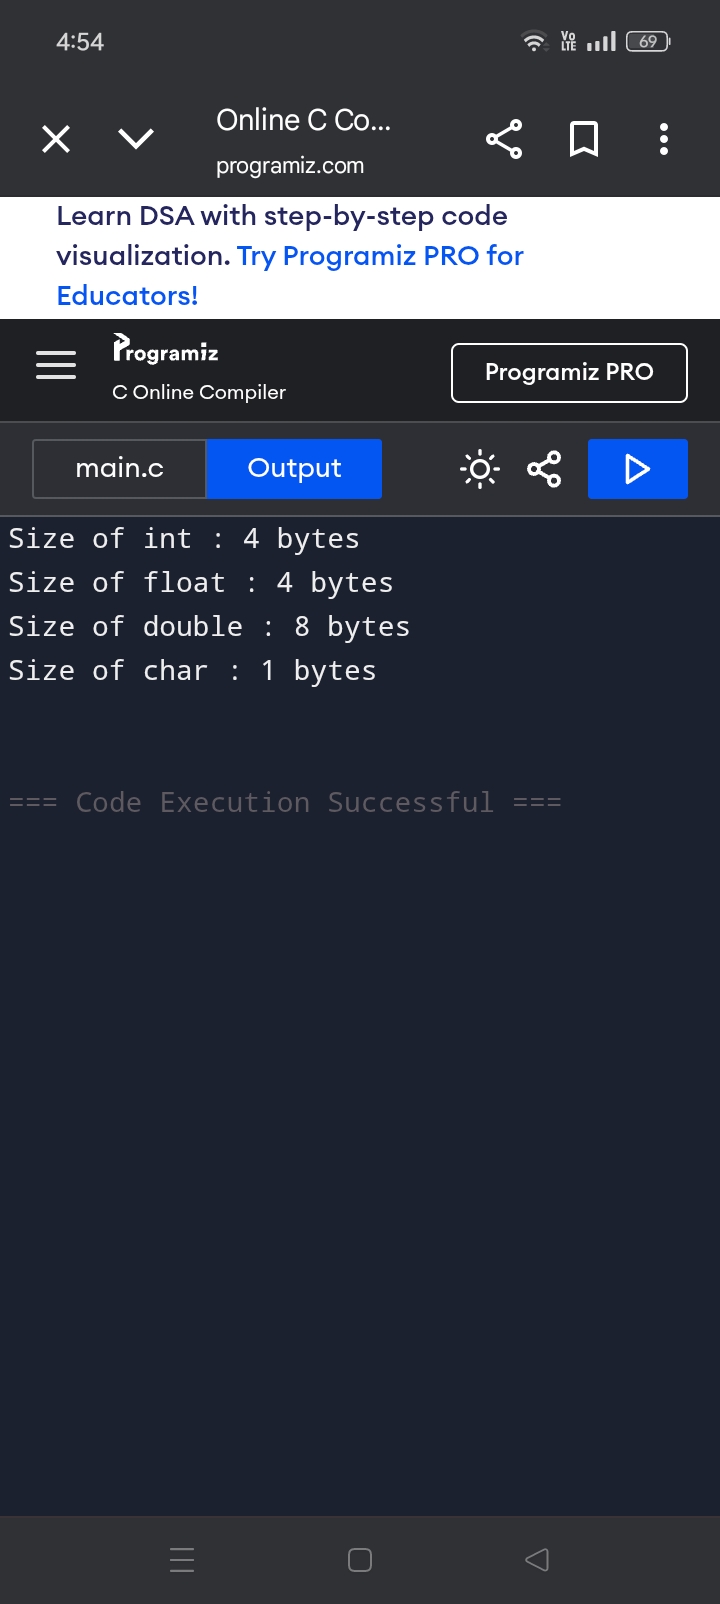 4:54
Vo
LTE
69
Online C Co...
programiz.com
Learn DSA with step-by-step code
visualization. Try Programiz PRO for
Educators!
Programiz
C Online Compiler
Programiz PRO
main.c
Output
Size of int : 4 bytes
Size of float : 4 bytes
Size of double : 8 bytes
Size of char : 1 bytes
=== Code Execution Successful ===